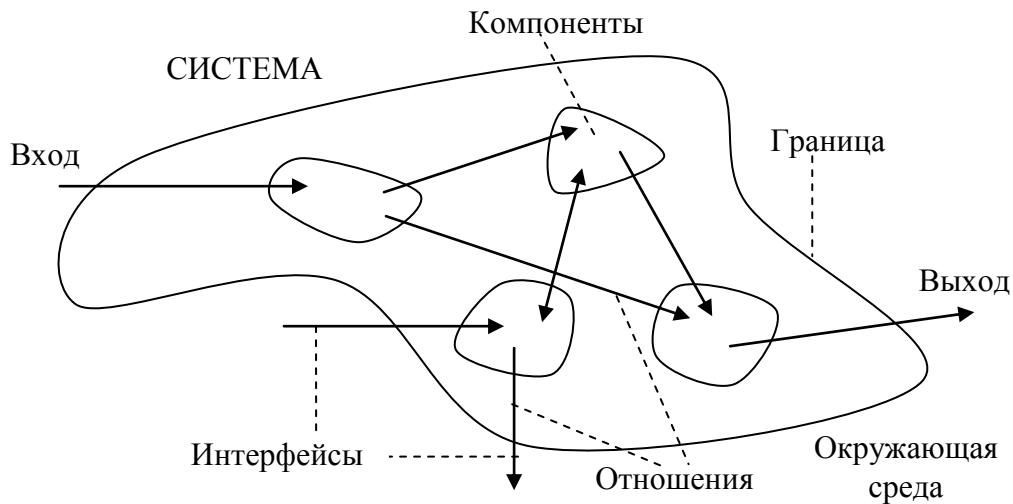 Компоненты
СИСТЕМА
Вход
Граница
Выход
Интерфейсы
Отношения
Окружающая
среда